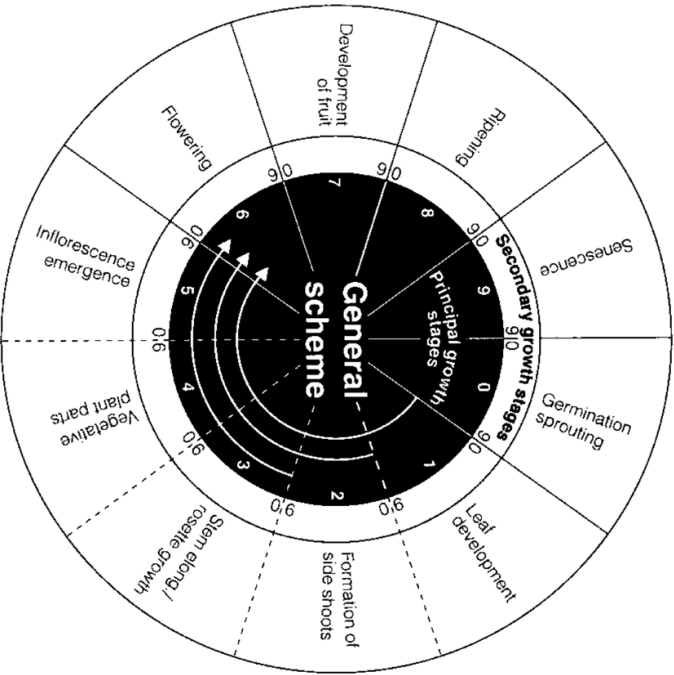 General
scheme
Principal growth
stages
Secondary growth stages
0
Germination
sprouting
1
Leaf
development
2
Formation of
side shoots
3
Stem elong./
rosette growth
4
Vegetative
plant parts
5
Inflorescence
emergence
6
Flowering
7
Development
of fruit
8
Ripening
9
Senescence
9 0
9 0
9 0
9 0
9 0
9 0
9 0
9 0
9 0
9 0